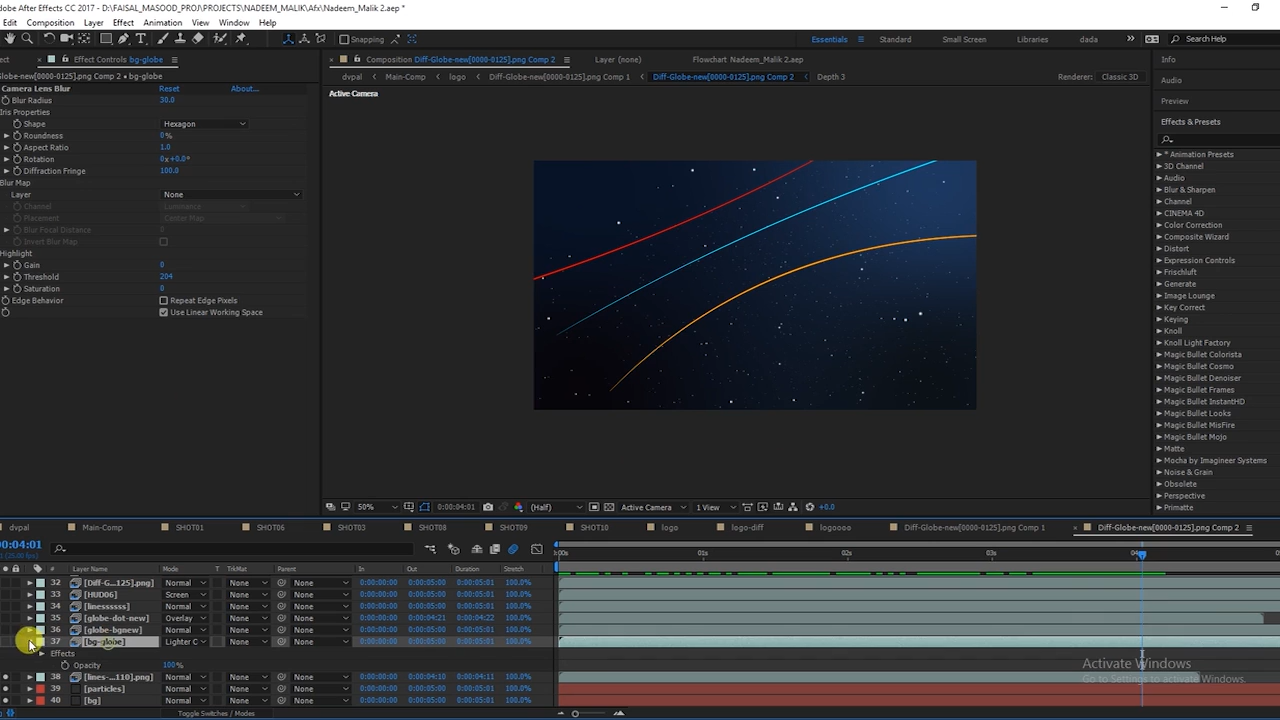 Adobe After Effects CC 2017 - D:\FAISAL_MASOOD_PROJ\PROJECTS\NADEEM_MALIK\Afx\Nadeem_Malik 2.aep *
Edit Composition Layer Effect Animation View Window Help
Snapping Essentials Standard Small Screen Libraries dada Search Help
Effect Controls bg-globe
Composition Diff-Globe-new[0000-0125].png Comp 2 Layer (none) Flowchart Nadeem_Malik 2.aep
Info
Globe-new[0000-0125].png Comp 2 • bg-globe
dvpal Main-Comp logo Diff-Globe-new[0000-0125].png Comp 1 Diff-Globe-new[0000-0125].png Comp 2 Depth 3 Renderer: Classic 3D
Audio
Camera Lens Blur Reset About...
Active Camera
Blur Radius 30.0
Preview
Iris Properties
Shape Hexagon
Effects & Presets
Roundness 0%
Aspect Ratio 1.0
Rotation 0x+0.0°
Diffraction Fringe 100.0
Blur Map
Layer None
Channel Luminance
Placement Center Map
Blur Focal Distance 0
Invert Blur Map
Highlight
Gain 0
Threshold 204
Saturation 0
Edge Behavior Repeat Edge Pixels
Use Linear Working Space
* Animation Presets
3D Channel
Audio
Blur & Sharpen
Channel
CINEMA 4D
Color Correction
Composite Wizard
Distort
Expression Controls
Frischluft
Generate
Image Lounge
Key Correct
Keying
Knoll
Knoll Light Factory
Magic Bullet Colorista
Magic Bullet Cosmo
Magic Bullet Denoiser
Magic Bullet Frames
Magic Bullet InstantHD
Magic Bullet Looks
Magic Bullet MisFire
Magic Bullet Mojo
Matte
Mocha by Imagineer Systems
Noise & Grain
Obsolete
Perspective
Primatte
50% 0:00:04:01 (Half) Active Camera 1 View +0.0
dvpal Main-Comp SHOT01 SHOT06 SHOT03 SHOT08 SHOT09 SHOT10 logo logo-diff logoooo Diff-Globe-new[0000-0125].png Comp 1 Diff-Globe-new[0000-0125].png Comp 2
# Layer Name Mode T TrkMat Parent In Out Duration Stretch
32 [Diff-G...125].png] Normal None None 0:00:00:00 0:00:05:00 0:00:05:01 100.0%
33 [HUD06] Screen None None 0:00:00:00 0:00:05:00 0:00:05:01 100.0%
34 [linessssss] Normal None None 0:00:00:00 0:00:05:00 0:00:05:01 100.0%
35 [globe-dot-new] Overlay None None 0:00:00:00 0:00:04:21 0:00:04:22 100.0%
36 [globe-bgnew] Normal None None 0:00:00:00 0:00:05:00 0:00:05:01 100.0%
37 [bg-globe] Lighter C None None 0:00:00:00 0:00:05:00 0:00:05:01 100.0%
Effects
Opacity 100%
38 [lines-...110].png] Normal None None 0:00:00:00 0:00:04:10 0:00:04:11 100.0%
39 [particles] Normal None None 0:00:00:00 0:00:05:00 0:00:05:01 100.0%
40 [bg] Normal None None 0:00:00:00 0:00:05:00 0:00:05:01 100.0%
Toggle Switches / Modes
01s 02s 03s
Activate Windows
Go to Settings to activate Windows.